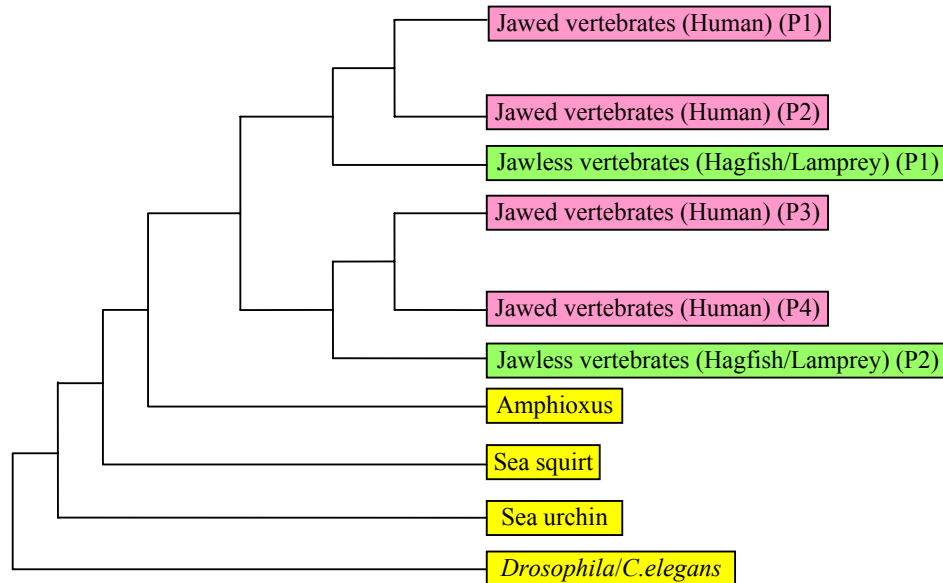 Jawed vertebrates (Human) (P1)
Jawed vertebrates (Human) (P2)
Jawless vertebrates (Hagfish/Lamprey) (P1)
Jawed vertebrates (Human) (P3)
Jawed vertebrates (Human) (P4)
Jawless vertebrates (Hagfish/Lamprey) (P2)
Amphioxus
Sea squirt
Sea urchin
Drosophila/C.elegans